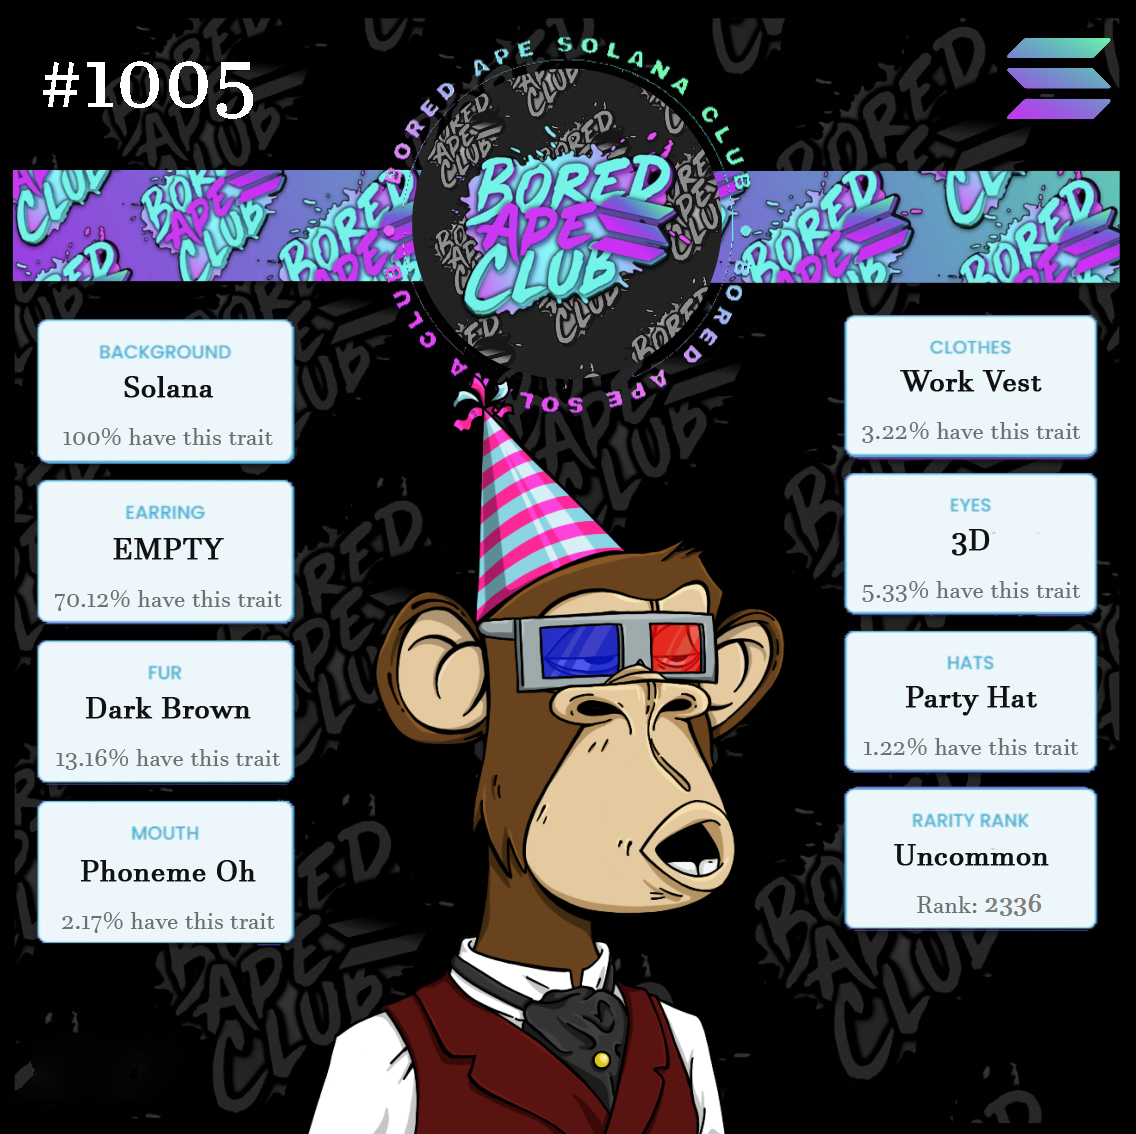 #1005
BORED APE SOLANA CLUB
BORED
APE
CLUB
BORED APE SOLANA CLUB
BACKGROUND
Solana
100% have this trait
EARRING
EMPTY
70.12% have this trait
FUR
Dark Brown
13.16% have this trait
MOUTH
Phoneme Oh
2.17% have this trait
CLOTHES
Work Vest
3.22% have this trait
EYES
3D
5.33% have this trait
HATS
Party Hat
1.22% have this trait
RARITY RANK
Uncommon
Rank: 2336